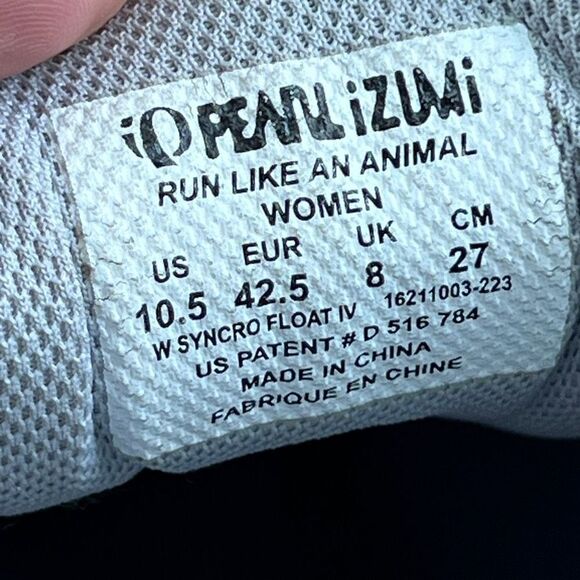 PEARL iZUMi
RUN LIKE AN ANIMAL
WOMEN
US EUR UK CM
10.5 42.5 8 27
W SYNCRO FLOAT IV 16211003-223
US PATENT # D 516 784
MADE IN CHINA
FABRIQUE EN CHINE